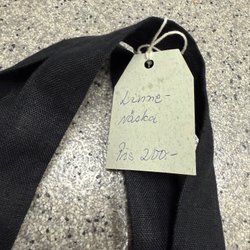 Linne-
väska
Pris 200:-